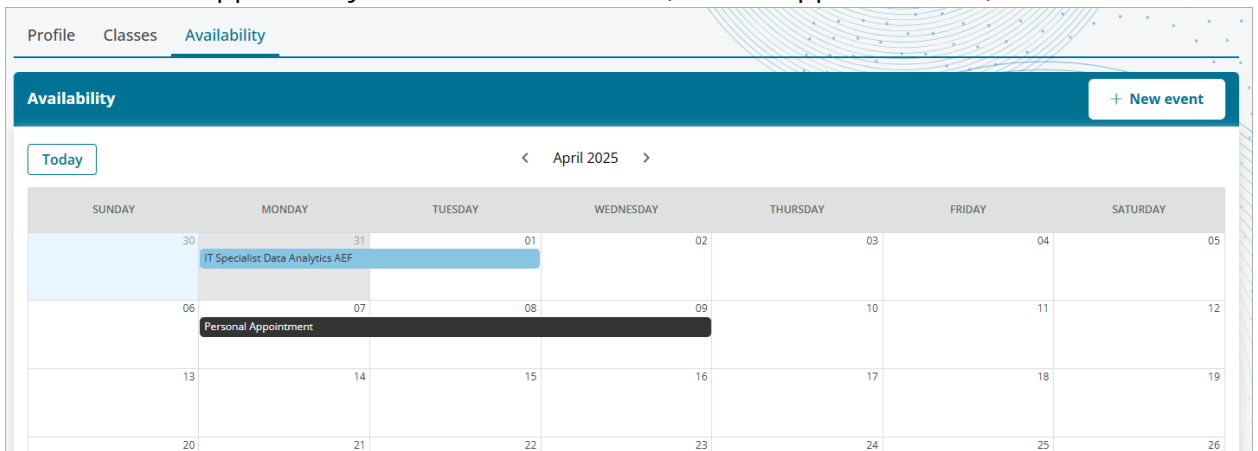 Profile Classes Availability
Availability + New event
Today < April 2025 >
SUNDAY MONDAY TUESDAY WEDNESDAY THURSDAY FRIDAY SATURDAY
30 31 01 02 03 04 05
IT Specialist Data Analytics AEF
06 07 08 09 10 11 12
Personal Appointment
13 14 15 16 17 18 19
20 21 22 23 24 25 26